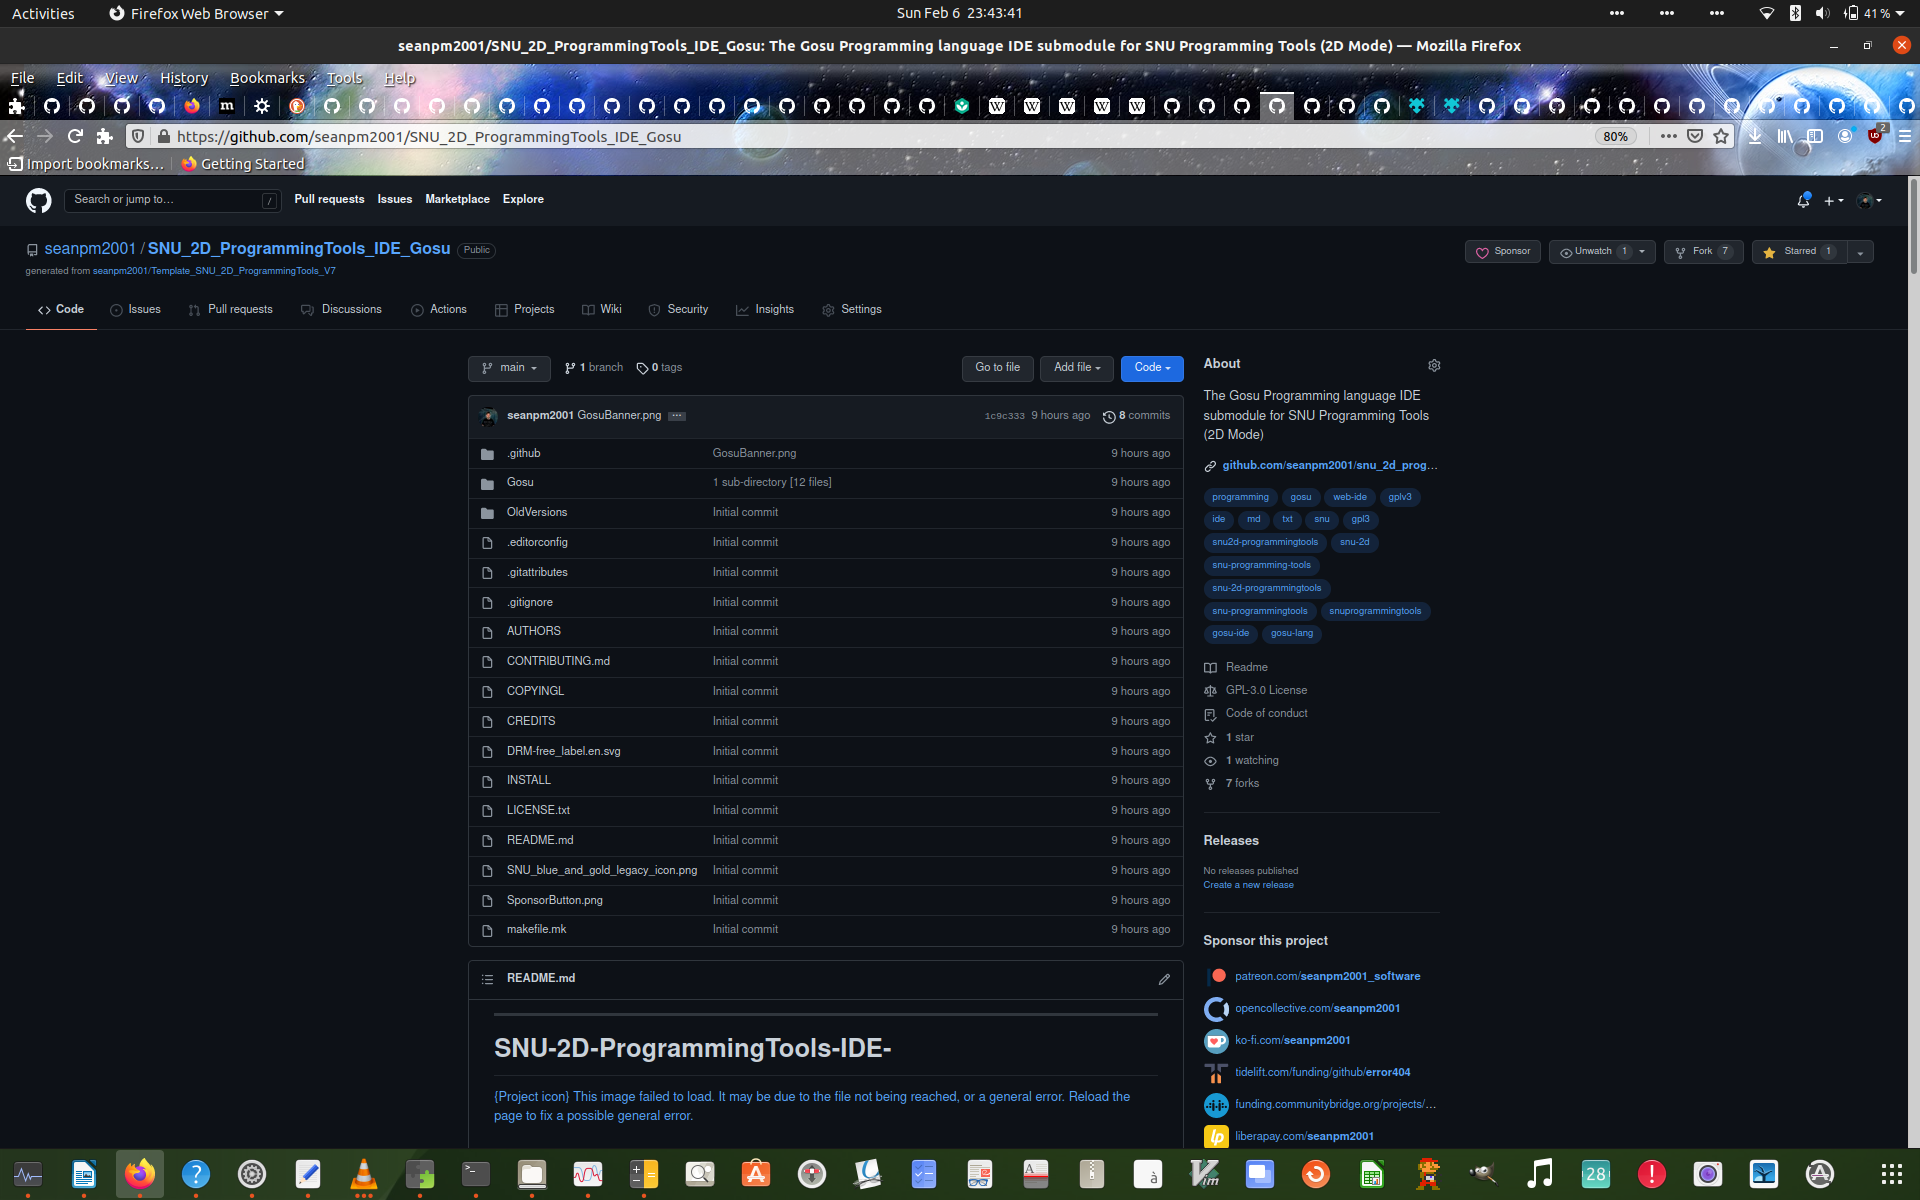 Activities Firefox Web Browser Sun Feb 6 23:43:41 41 %
seanpm2001/SNU_2D_ProgrammingTools_IDE_Gosu: The Gosu Programming language IDE submodule for SNU Programming Tools (2D Mode) — Mozilla Firefox
File Edit View History Bookmarks Tools Help
https://github.com/seanpm2001/SNU_2D_ProgrammingTools_IDE_Gosu 80% 2
Import bookmarks… Getting Started
Search or jump to… / Pull requests Issues Marketplace Explore
seanpm2001 / SNU_2D_ProgrammingTools_IDE_Gosu Public Sponsor Unwatch 1 Fork 7 Starred 1
generated from seanpm2001/Template_SNU_2D_ProgrammingTools_V7
Code Issues Pull requests Discussions Actions Projects Wiki Security Insights Settings
main 1 branch 0 tags Go to file Add file Code
seanpm2001 GosuBanner.png 1c9c333 9 hours ago 8 commits
.github GosuBanner.png 9 hours ago
Gosu 1 sub-directory [12 files] 9 hours ago
OldVersions Initial commit 9 hours ago
.editorconfig Initial commit 9 hours ago
.gitattributes Initial commit 9 hours ago
.gitignore Initial commit 9 hours ago
AUTHORS Initial commit 9 hours ago
CONTRIBUTING.md Initial commit 9 hours ago
COPYINGL Initial commit 9 hours ago
CREDITS Initial commit 9 hours ago
DRM-free_label.en.svg Initial commit 9 hours ago
INSTALL Initial commit 9 hours ago
LICENSE.txt Initial commit 9 hours ago
README.md Initial commit 9 hours ago
SNU_blue_and_gold_legacy_icon.png Initial commit 9 hours ago
SponsorButton.png Initial commit 9 hours ago
makefile.mk Initial commit 9 hours ago
README.md
SNU-2D-ProgrammingTools-IDE-
{Project icon} This image failed to load. It may be due to the file not being reached, or a general error. Reload the
page to fix a possible general error.
About
The Gosu Programming language IDE
submodule for SNU Programming Tools
(2D Mode)
github.com/seanpm2001/snu_2d_prog…
programming gosu web-ide gplv3
ide md txt snu gpl3
snu2d-programmingtools snu-2d
snu-programming-tools
snu-2d-programmingtools
snu-programmingtools snuprogrammingtools
gosu-ide gosu-lang
Readme
GPL-3.0 License
Code of conduct
1 star
1 watching
7 forks
Releases
No releases published
Create a new release
Sponsor this project
patreon.com/seanpm2001_software
opencollective.com/seanpm2001
ko-fi.com/seanpm2001
tidelift.com/funding/github/error404
funding.communitybridge.org/projects/…
liberapay.com/seanpm2001
28